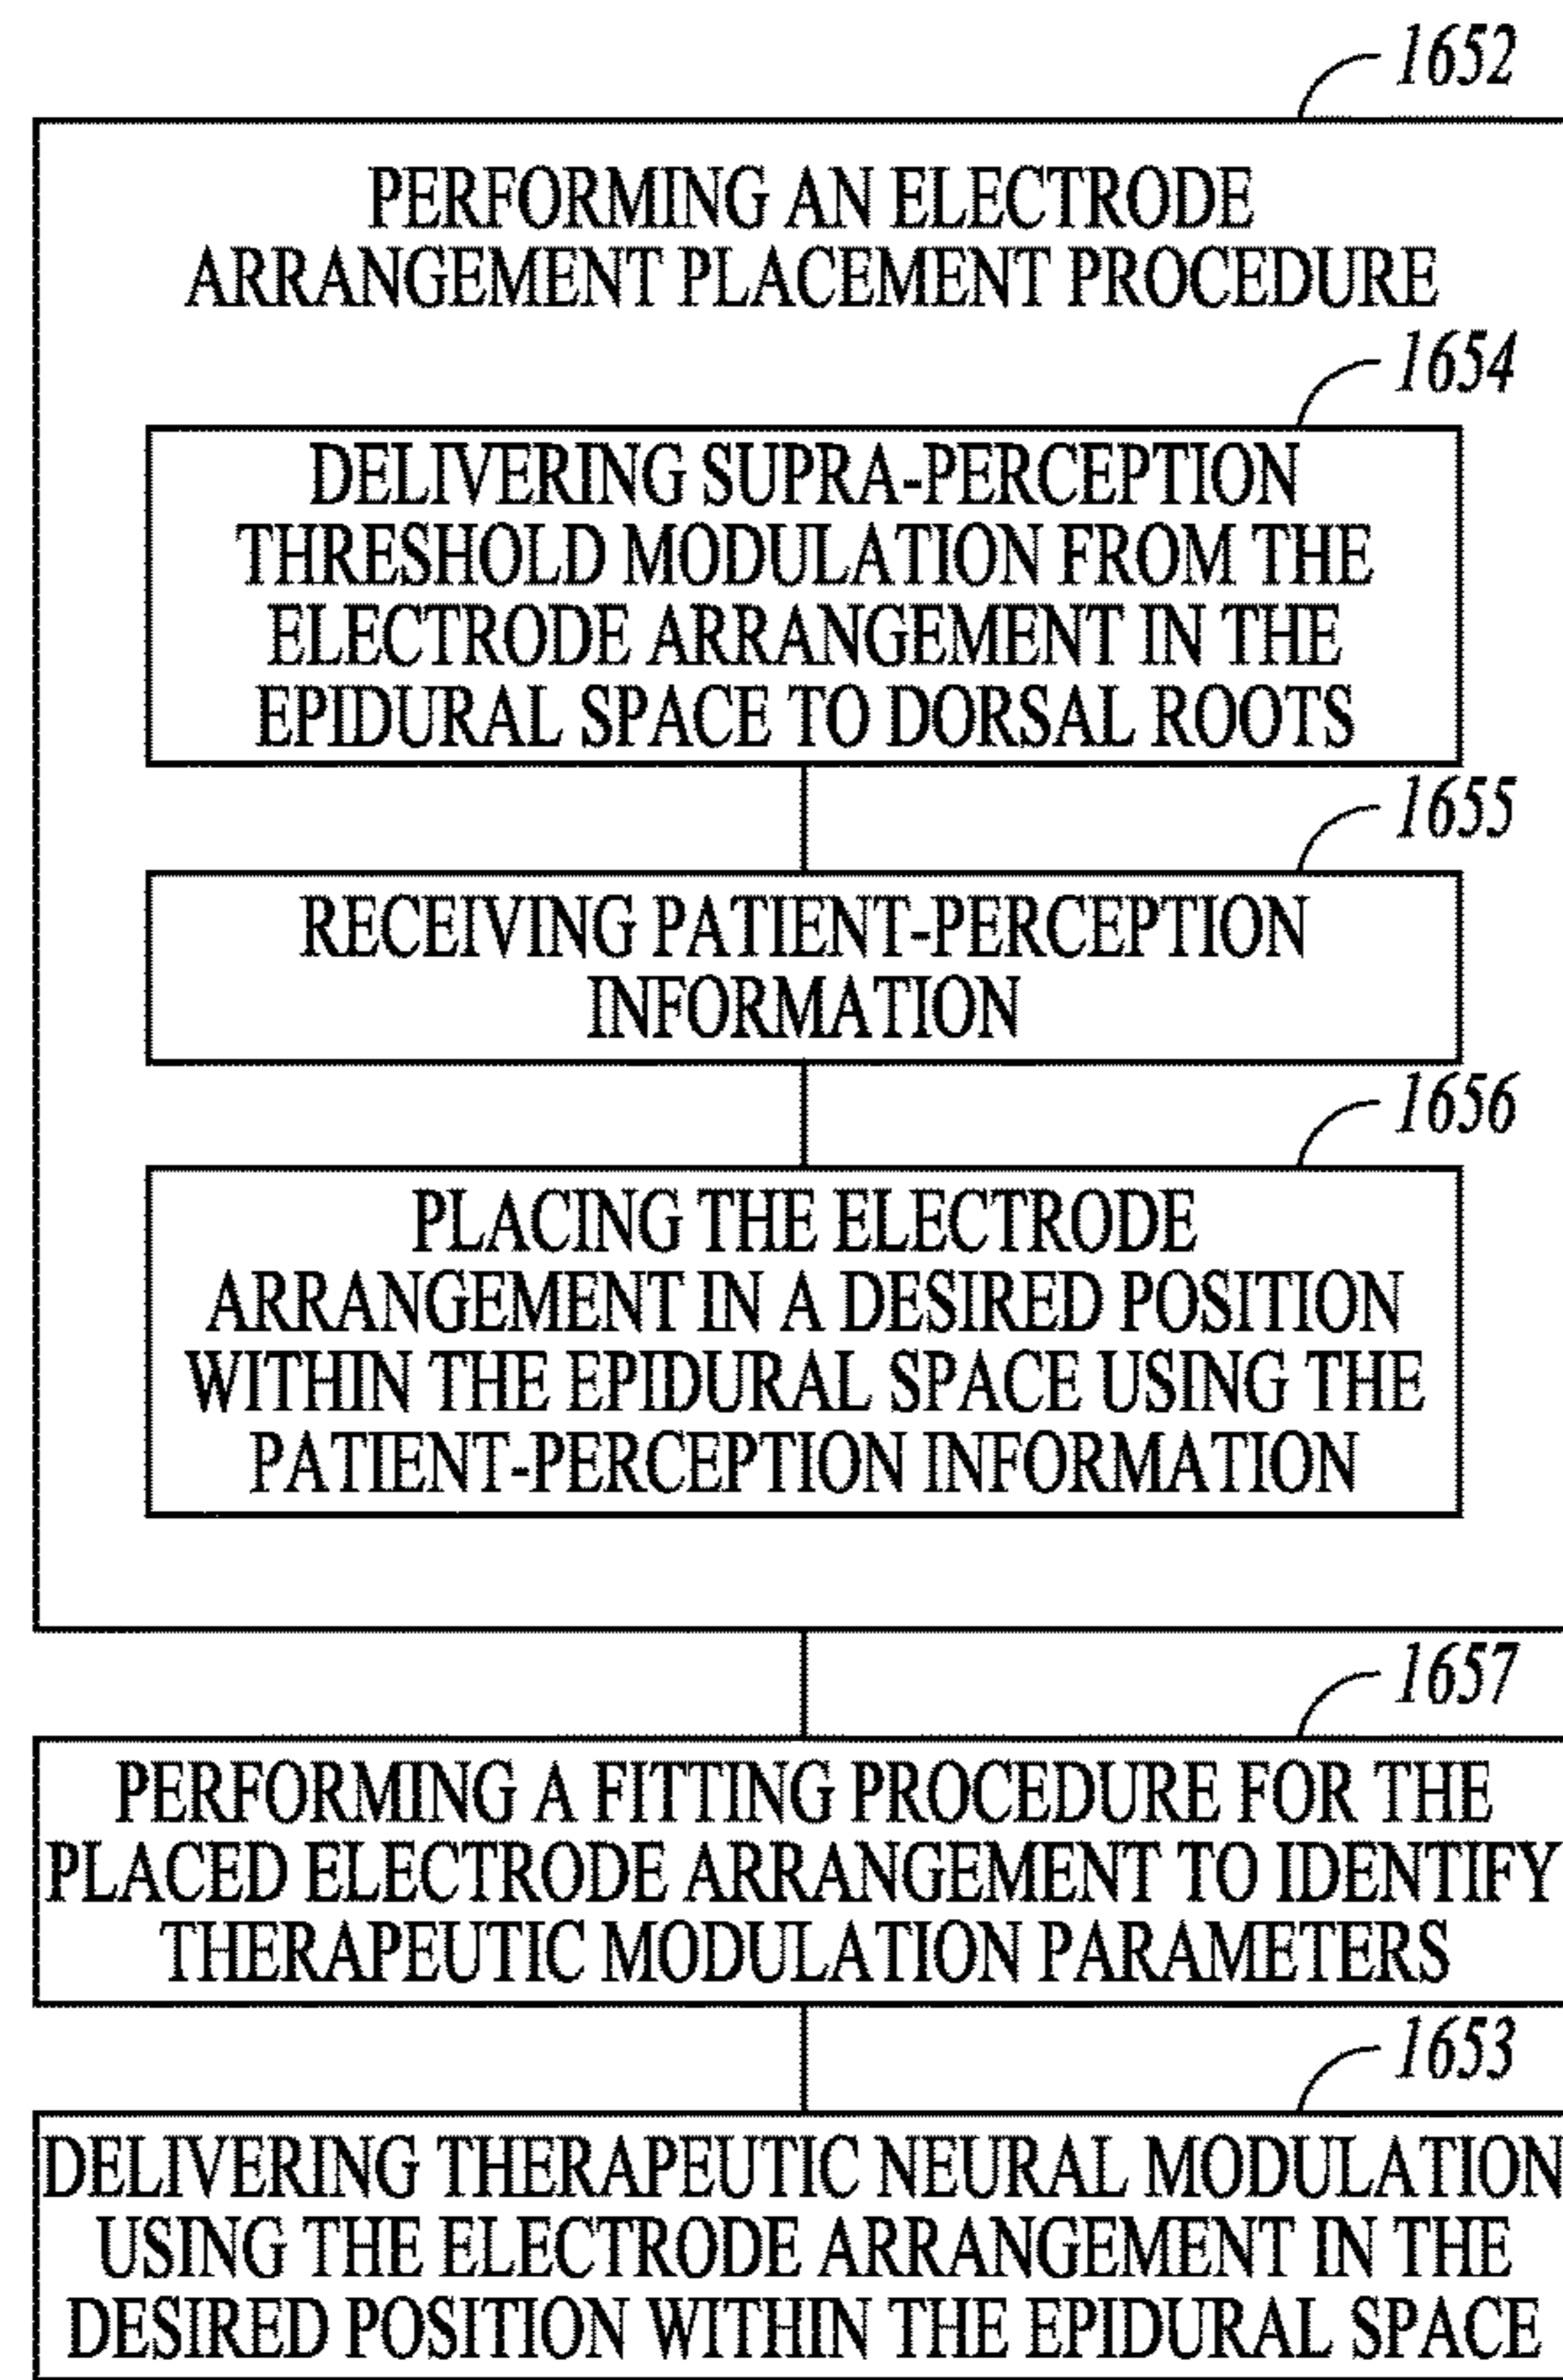 1652
PERFORMING AN ELECTRODE
ARRANGEMENT PLACEMENT PROCEDURE
1654
DELIVERING SUPRA-PERCEPTION
THRESHOLD MODULATION FROM THE
ELECTRODE ARRANGEMENT IN THE
EPIDURAL SPACE TO DORSAL ROOTS
1655
RECEIVING PATIENT-PERCEPTION
INFORMATION
1656
PLACING THE ELECTRODE
ARRANGEMENT IN A DESIRED POSITION
WITHIN THE EPIDURAL SPACE USING THE
PATIENT-PERCEPTION INFORMATION
1657
PERFORMING A FITTING PROCEDURE FOR THE
PLACED ELECTRODE ARRANGEMENT TO IDENTIFY
THERAPEUTIC MODULATION PARAMETERS
1653
DELIVERING THERAPEUTIC NEURAL MODULATION
USING THE ELECTRODE ARRANGEMENT IN THE
DESIRED POSITION WITHIN THE EPIDURAL SPACE